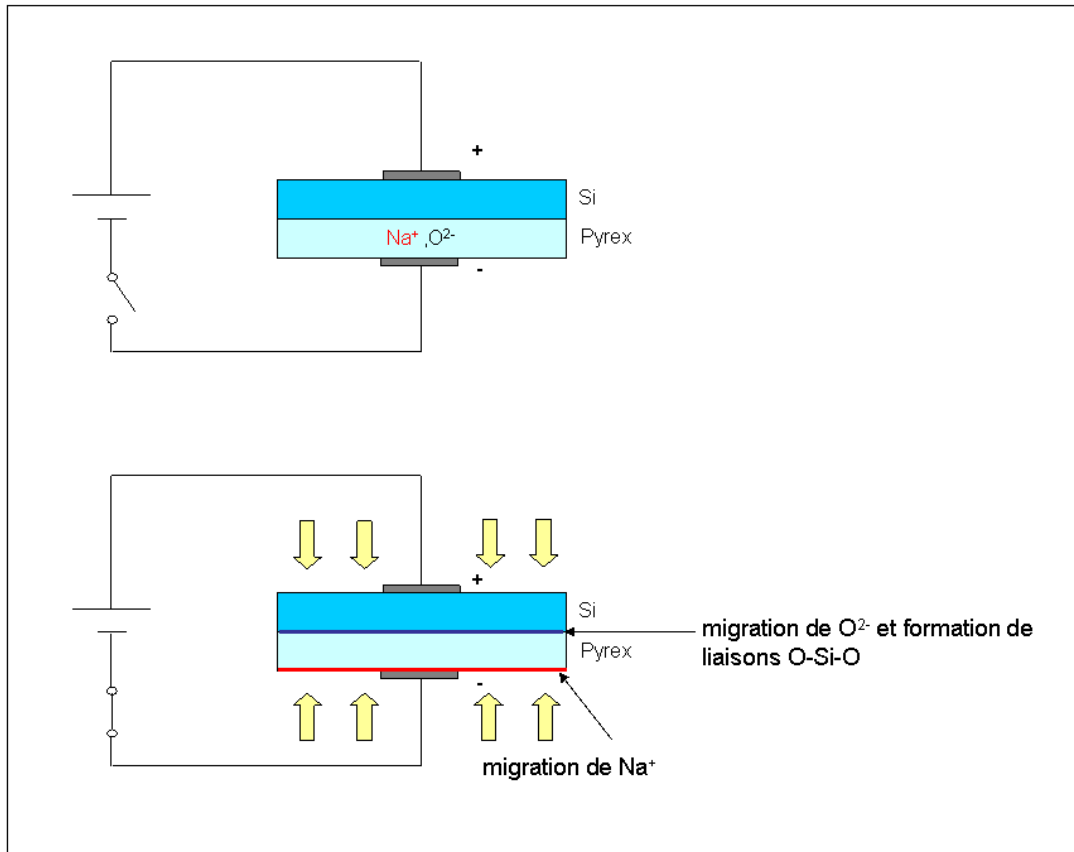 +
Si
Na⁺ ,O²⁻
Pyrex
-
+
Si
migration de O²⁻ et formation de
liaisons O-Si-O
Pyrex
-
migration de Na⁺